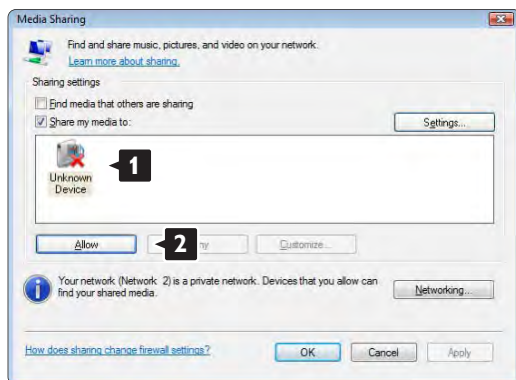 Media Sharing
Find and share music, pictures, and video on your network.
Learn more about sharing.
Sharing settings
Find media that others are sharing
Share my media to:
Settings...
Unknown
Device
1
Allow
2
Customize...
Your network (Network 2) is a private network. Devices that you allow can
find your shared media.
Networking...
How does sharing change firewall settings?
OK
Cancel
Apply